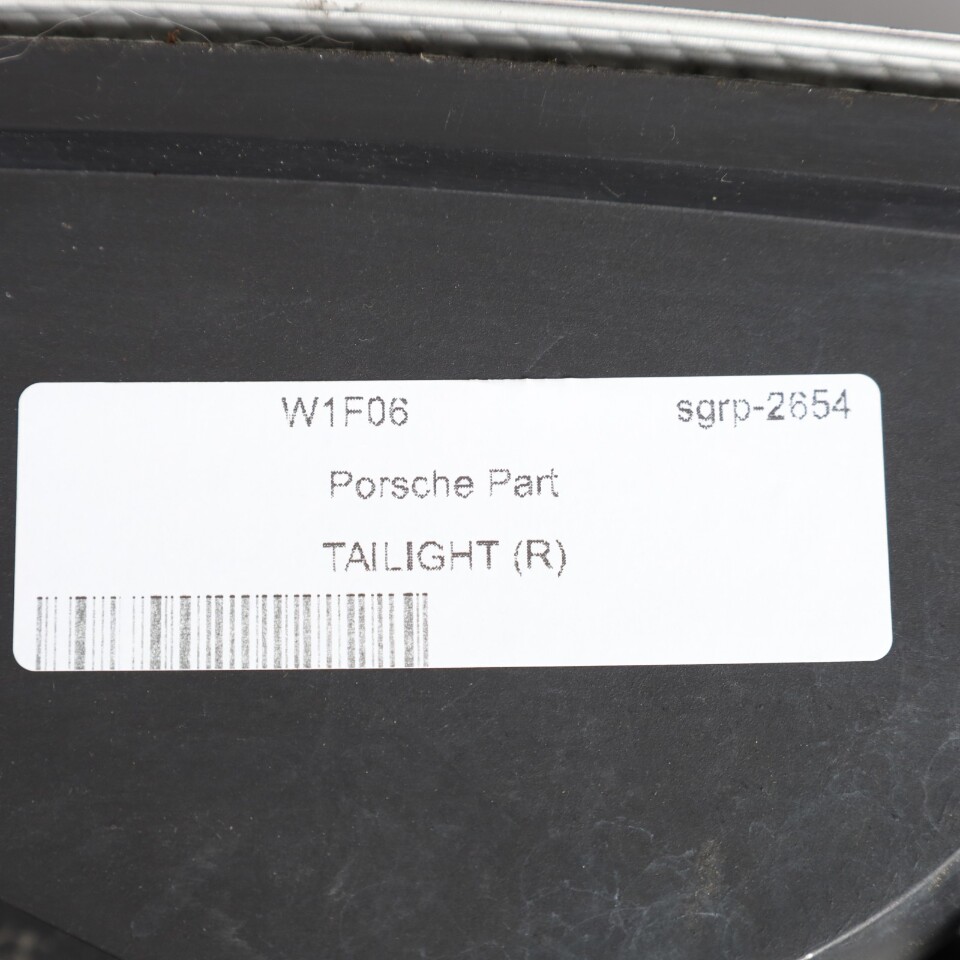 W1F06 sgrp-2654
Porsche Part
TAILIGHT (R)